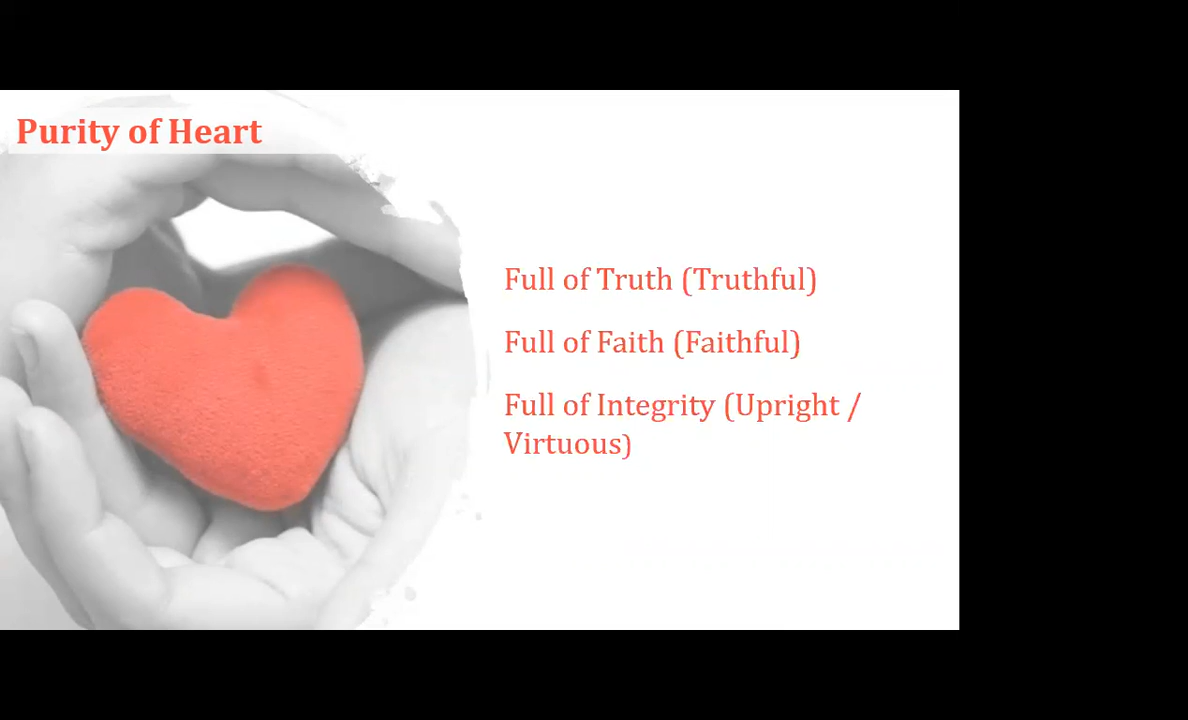 Purity of Heart
Full of Truth (Truthful)
Full of Faith (Faithful)
Full of Integrity (Upright /
Virtuous)